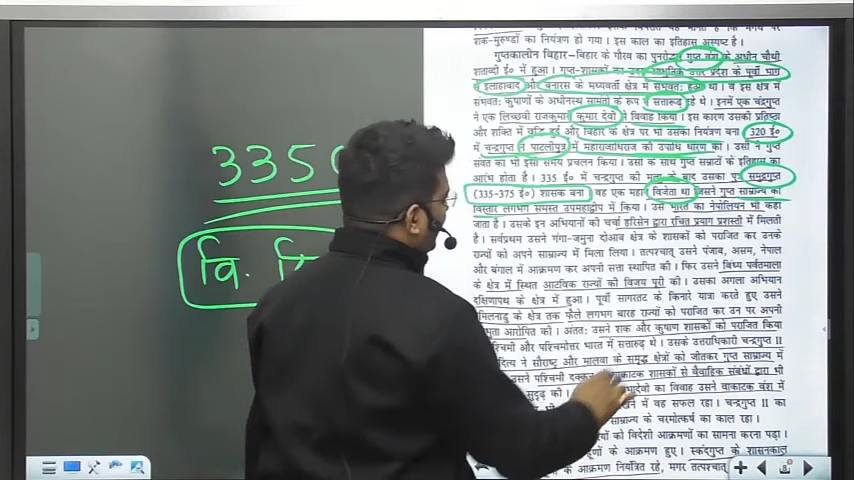 335
वि.
शक-मुरुण्डों का नियंत्रण हो गया। इस काल का इतिहास अस्पष्ट है।
गुप्तकालीन बिहार-बिहार के गौरव का गुप्त वंश के अधीन चौथी
शताब्दी ई० में हुआ। गुप्त-शासकों का उत्तर प्रदेश के पूर्वी भाग
इलाहाबाद और बनारस के मध्यवर्ती क्षेत्र में संभवतः हुआ था। वे इस क्षेत्र में
संभवतः कुषाणों के अधीनस्थ सामंतों के रूप में सत्तारूढ़ रहे थे। इनमें एक चंद्रगुप्त
ने एक लिच्छवी राजकुमारी कुमार देवी से विवाह किया। इस कारण उसकी प्रतिष्ठा
और शक्ति में वृद्धि हुई और बिहार के क्षेत्र पर भी उसका नियंत्रण बना 320 ई०
में चन्द्रगुप्त ने पाटलीपुत्र में महाराजाधिराज की उपाधि धारण की। उसी ने गुप्त
संवत का भी इसी समय प्रचलन किया। उसी के साथ गुप्त सम्राटों के इतिहास का
आरंभ होता है। 335 ई० में चन्द्रगुप्त की मृत्यु के बाद उसका पुत्र समुद्रगुप्त
(335-375 ई०) शासक बना वह एक महान विजेता था जिसने गुप्त साम्राज्य का
विस्तार लगभग समस्त उपमहाद्वीप में किया। उसे भारत का नेपोलियन भी कहा
जाता है। उसके इन अभियानों की चर्चा हरिसेन द्वारा रचित प्रयाग प्रशस्ति में मिलती
है। सर्वप्रथम उसने गंगा-जमुना दोआब क्षेत्र के शासकों को पराजित कर उनके
राज्यों को अपने साम्राज्य में मिला लिया। तत्पश्चात् उसने पंजाब, असम, नेपाल
और बंगाल में आक्रमण कर अपनी सत्ता स्थापित की। फिर उसने विंध्य पर्वतमाला
के क्षेत्र में स्थित आटविक राज्यों की विजय पूरी की। उसका अगला अभियान
दक्षिणापथ के क्षेत्र में हुआ। पूर्वी सागरतट के किनारे यात्रा करते हुए उसने
के क्षेत्र तक फैले लगभग बारह राज्यों को पराजित कर उन पर अपनी
आरोपित की। अंततः उसने शक और कुषाण शासकों को पराजित किया
और पश्चिमोत्तर भारत में सत्ता स्थापित की। उसके उत्तराधिकारी चन्द्रगुप्त II
ने सौराष्ट्र और मालवा के समृद्ध क्षेत्रों को जीतकर गुप्त साम्राज्य में
उसने पश्चिमी शासकों से वैवाहिक संबंधों द्वारा भी
सुदृढ़ की। का विवाह उसने वाकाटक वंश में
में वह सफल रहा। चन्द्रगुप्त II का
साम्राज्य के चरमोत्कर्ष का काल रहा।
को विदेशी आक्रमणों का सामना करना पड़ा।
के आक्रमण हुए। स्कंदगुप्त के शासनकाल
के आक्रमण नियंत्रित रहे, मगर तत्पश्चात्